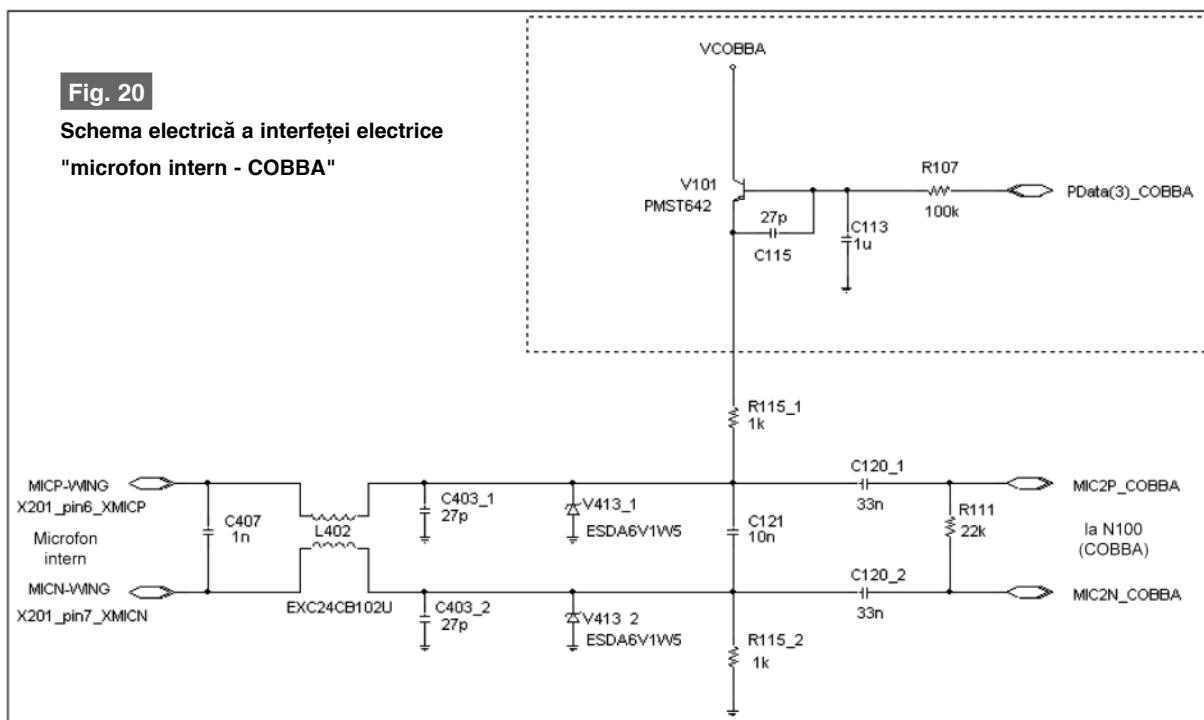 Fig. 20
Schema electrică a interfeței electrice
"microfon intern - COBBA"
VCOBBA
V101
PMST642
R107
100k
PData(3)_COBBA
27p
C115
C113
1u
R115_1
1k
MICP-WING
X201_pin6_XMICP
Microfon
intern
MICN-WING
X201_pin7_XMICN
C407
1n
L402
EXC24CB102U
C403_1
27p
C403_2
27p
V413_1
ESDA6V1W5
V413_2
ESDA6V1W5
C121
10n
R115_2
1k
C120_1
33n
C120_2
33n
R111
22k
MIC2P_COBBA
la N100
(COBBA)
MIC2N_COBBA